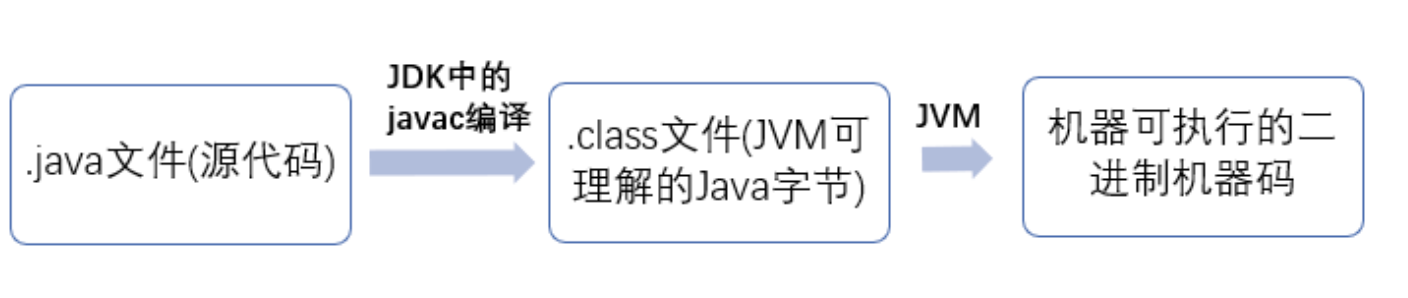 .java文件(源代码)
JDK中的
javac编译
.class文件(JVM可
理解的Java字节)
JVM
机器可执行的二
进制机器码